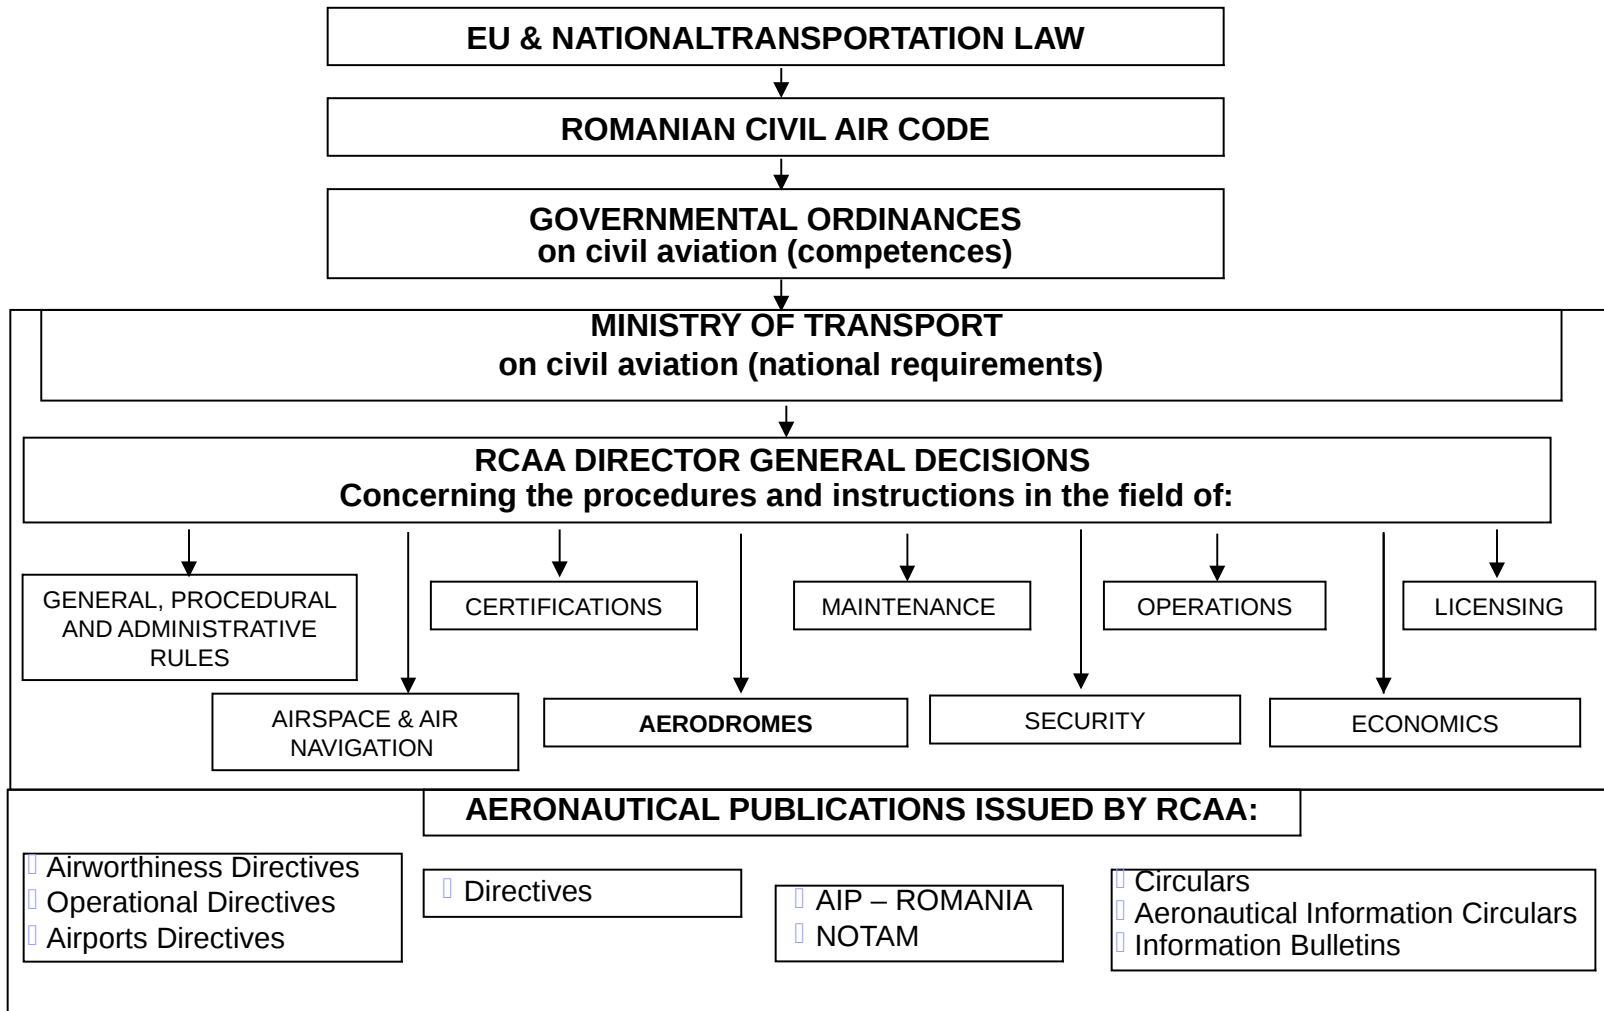 EU & NATIONALTRANSPORTATION LAW
ROMANIAN CIVIL AIR CODE
GOVERNMENTAL ORDINANCES
on civil aviation (competences)
MINISTRY OF TRANSPORT
on civil aviation (national requirements)
RCAA DIRECTOR GENERAL DECISIONS
Concerning the procedures and instructions in the field of:
GENERAL, PROCEDURAL
AND ADMINISTRATIVE
RULES
CERTIFICATIONS
MAINTENANCE
OPERATIONS
LICENSING
AIRSPACE & AIR
NAVIGATION
AERODROMES
SECURITY
ECONOMICS
AERONAUTICAL PUBLICATIONS ISSUED BY RCAA:
Airworthiness Directives
Operational Directives
Airports Directives
Directives
AIP – ROMANIA
NOTAM
Circulars
Aeronautical Information Circulars
Information Bulletins